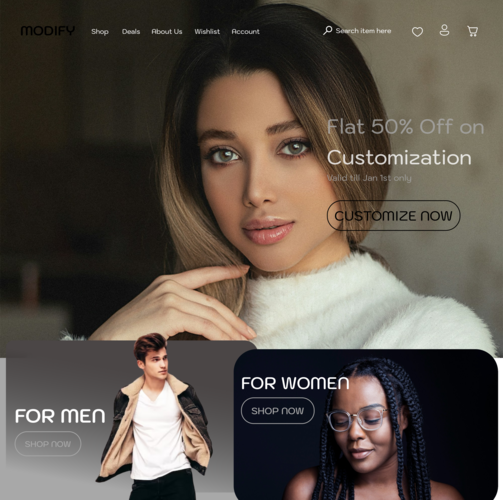 MODIFY
Shop Deals About Us Wishlist Account
Search item here
Flat 50% Off on
Customization
Valid till Jan 1st only
CUSTOMIZE NOW
FOR MEN
SHOP NOW
FOR WOMEN
SHOP NOW